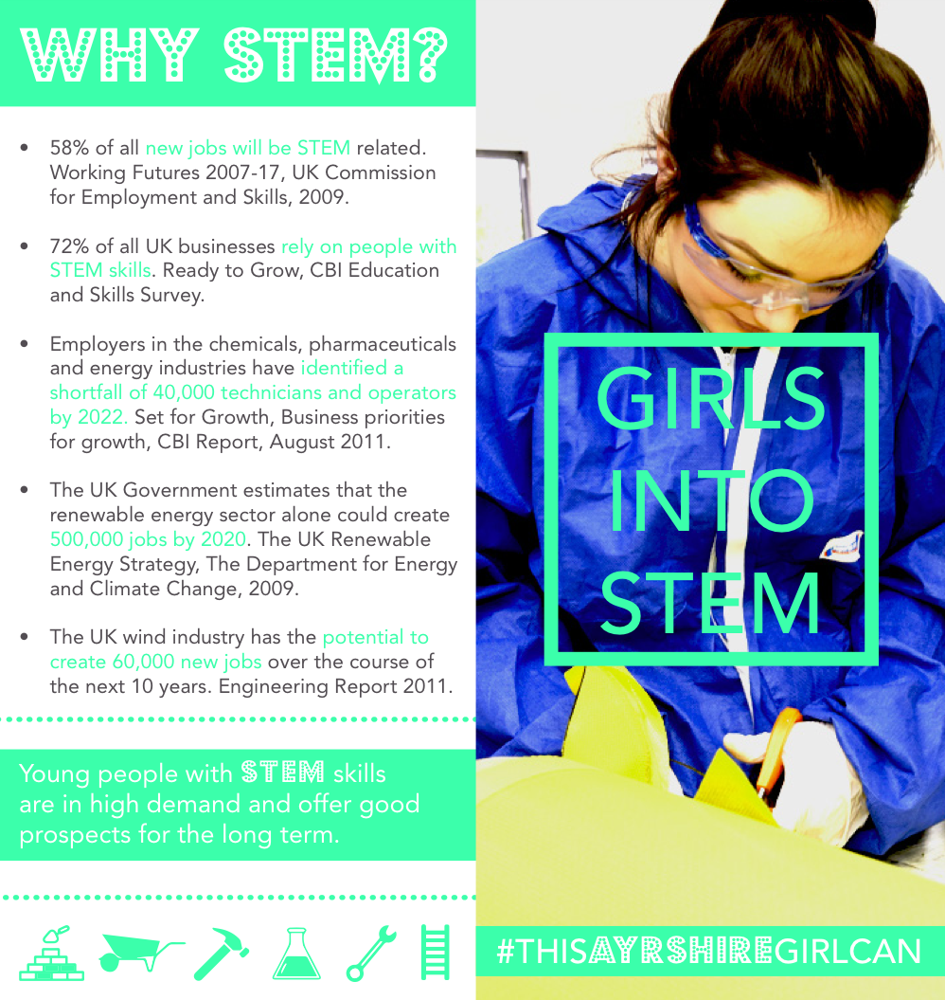 WHY STEM?
• 58% of all new jobs will be STEM related.
Working Futures 2007-17, UK Commission
for Employment and Skills, 2009.
• 72% of all UK businesses rely on people with
STEM skills. Ready to Grow, CBI Education
and Skills Survey.
• Employers in the chemicals, pharmaceuticals
and energy industries have identified a
shortfall of 40,000 technicians and operators
by 2022. Set for Growth, Business priorities
for growth, CBI Report, August 2011.
• The UK Government estimates that the
renewable energy sector alone could create
500,000 jobs by 2020. The UK Renewable
Energy Strategy, The Department for Energy
and Climate Change, 2009.
• The UK wind industry has the potential to
create 60,000 new jobs over the course of
the next 10 years. Engineering Report 2011.
Young people with STEM skills
are in high demand and offer good
prospects for the long term.
GIRLS
INTO
STEM
#THISAYRSHIREGIRLCAN